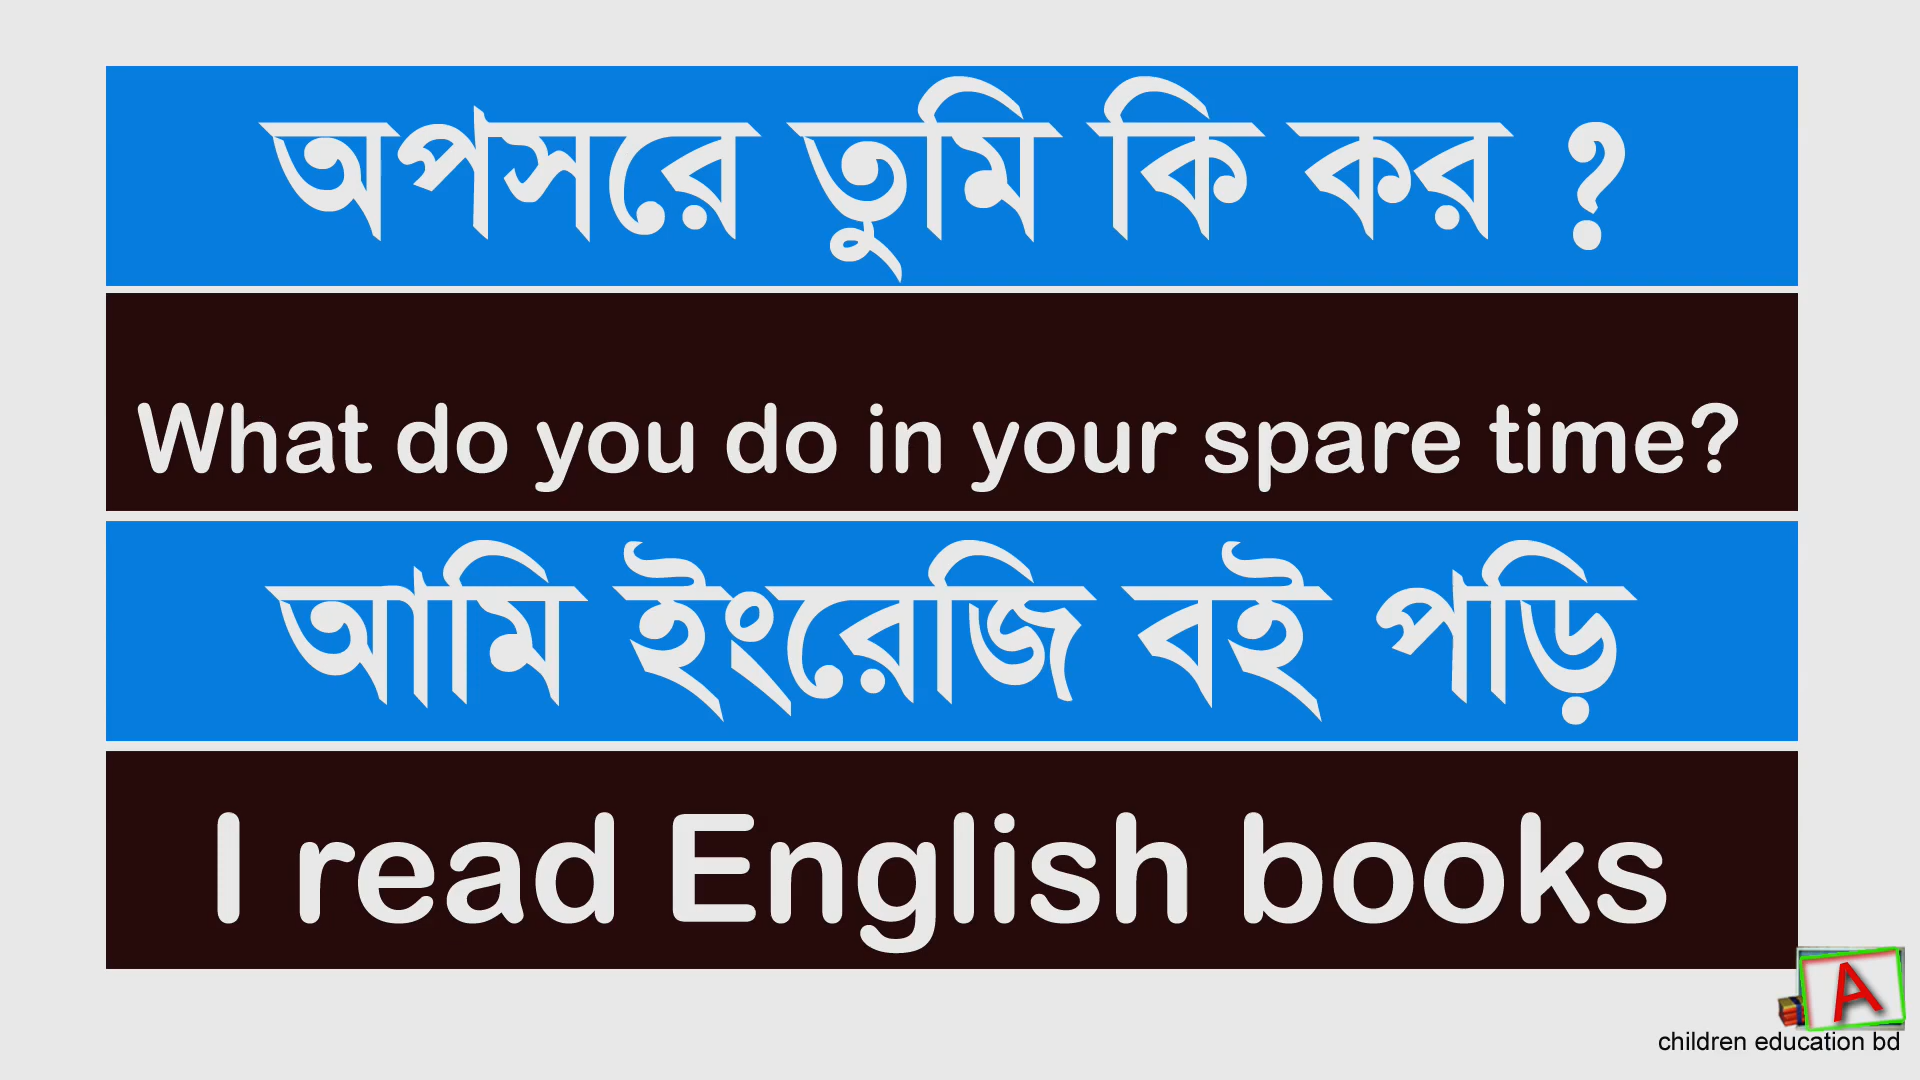 অপসরে তুমি কি কর ?
What do you do in your spare time?
আমি ইংরেজি বই পড়ি
I read English books
A
children education bd